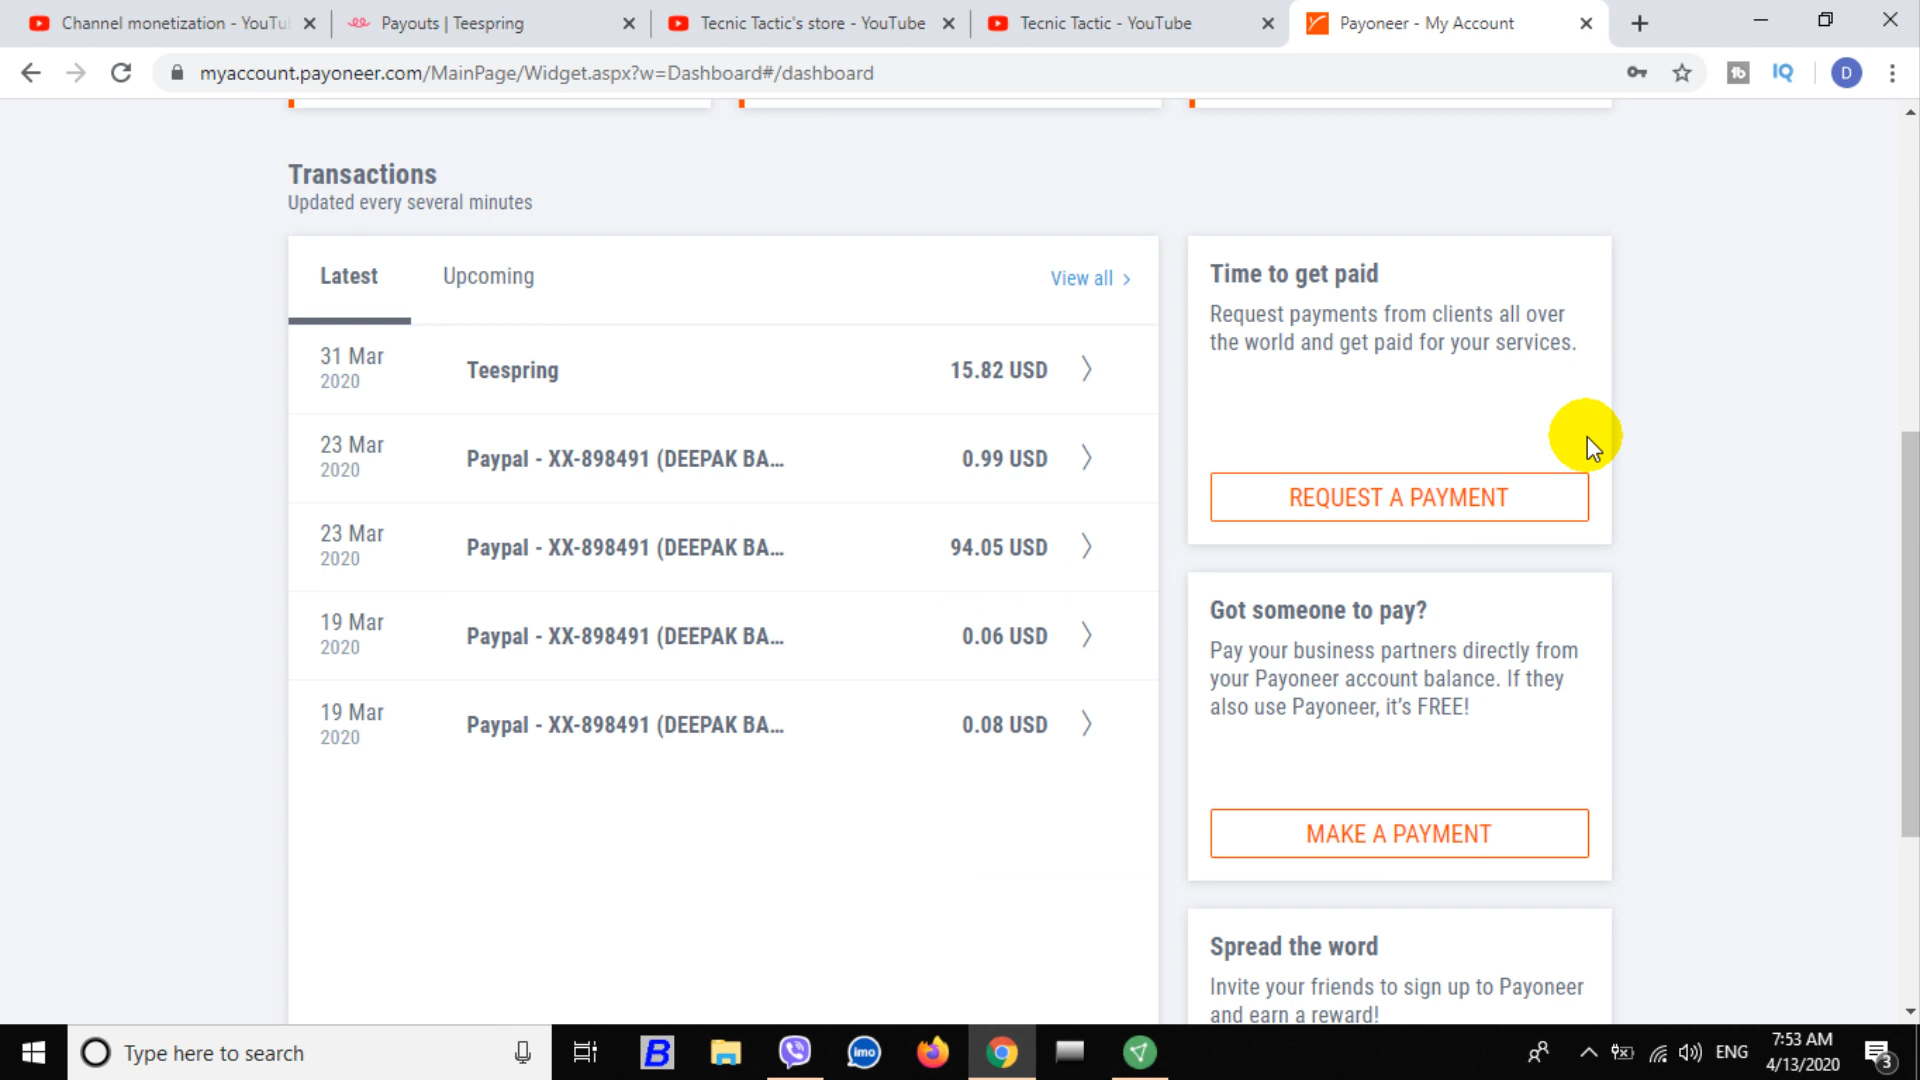 Channel monetization - YouTu
Payouts | Teespring
Tecnic Tactic's store - YouTube
Tecnic Tactic - YouTube
Payoneer - My Account
myaccount.payoneer.com/MainPage/Widget.aspx?w=Dashboard#/dashboard
tb
IQ
D
Transactions
Updated every several minutes
Latest
Upcoming
View all >
31 Mar
2020
Teespring
15.82 USD
23 Mar
2020
Paypal - XX-898491 (DEEPAK BA...
0.99 USD
23 Mar
2020
Paypal - XX-898491 (DEEPAK BA...
94.05 USD
19 Mar
2020
Paypal - XX-898491 (DEEPAK BA...
0.06 USD
19 Mar
2020
Paypal - XX-898491 (DEEPAK BA...
0.08 USD
Time to get paid
Request payments from clients all over
the world and get paid for your services.
REQUEST A PAYMENT
Got someone to pay?
Pay your business partners directly from
your Payoneer account balance. If they
also use Payoneer, it's FREE!
MAKE A PAYMENT
Spread the word
Invite your friends to sign up to Payoneer
and earn a reward!
Type here to search
B
imo
ENG
7:53 AM
4/13/2020
3